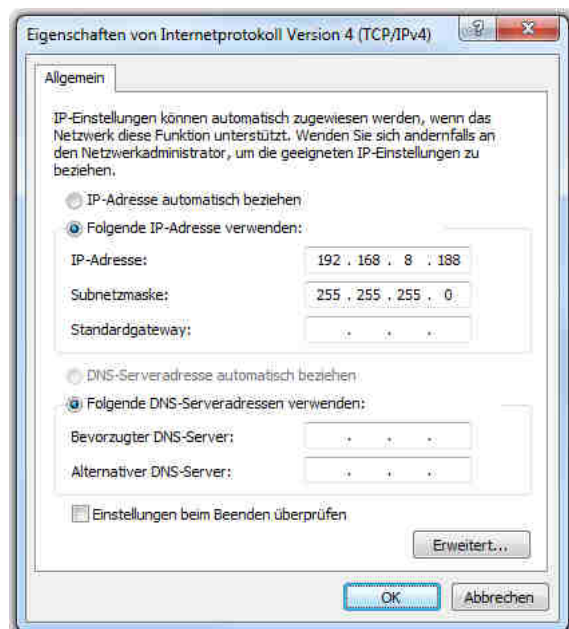 Eigenschaften von Internetprotokoll Version 4 (TCP/IPv4)
?
Allgemein
IP-Einstellungen können automatisch zugewiesen werden, wenn das
Netzwerk diese Funktion unterstützt. Wenden Sie sich andernfalls an
den Netzwerkadministrator, um die geeigneten IP-Einstellungen zu
beziehen.
IP-Adresse automatisch beziehen
Folgende IP-Adresse verwenden:
IP-Adresse: 192 . 168 . 8 . 188
Subnetzmaske: 255 . 255 . 255 . 0
Standardgateway: . . .
DNS-Serveradresse automatisch beziehen
Folgende DNS-Serveradressen verwenden:
Bevorzugter DNS-Server: . . .
Alternativer DNS-Server: . . .
Einstellungen beim Beenden überprüfen
Erweitert...
OK Abbrechen